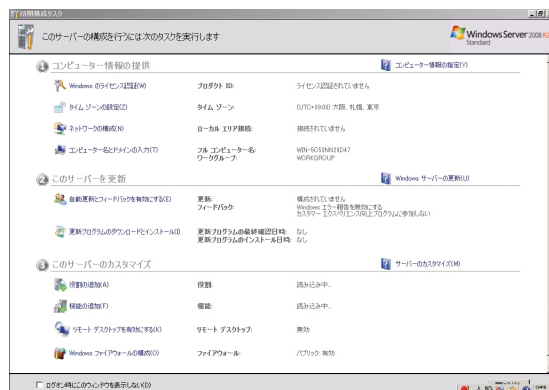 初期構成タスク
このサーバーの構成を行うには次のタスクを実行します
Windows Server 2008 R2
Standard
1 コンピューター情報の提供
コンピューター情報の指定(Y)
Windows のライセンス認証(W) プロダクト ID: ライセンス認証されていません
タイム ゾーンの設定(Z) タイム ゾーン: (UTC+09:00) 大阪、札幌、東京
ネットワークの構成(N) ローカル エリア接続: 接続されていません
コンピューター名とドメインの入力(T) フル コンピューター名: WIN-5C53NN28D47
ワークグループ: WORKGROUP
2 このサーバーを更新
Windows サーバーの更新(U)
自動更新とフィードバックを有効にする(E) 更新: 構成されていません
フィードバック: Windows エラー報告を無効にする
カスタマー エクスペリエンス向上プログラムに参加しない
更新プログラムのダウンロードとインストール(I) 更新プログラムの最終確認日時: なし
更新プログラムのインストール日時: なし
3 このサーバーのカスタマイズ
サーバーのカスタマイズ(M)
役割の追加(A) 役割: 読み込み中...
機能の追加(F) 機能: 読み込み中...
リモート デスクトップを有効にする(K) リモート デスクトップ: 無効
Windows ファイアウォールの構成(O) ファイアウォール: パブリック: 有効
ログオン時にこのウィンドウを表示しない(D)